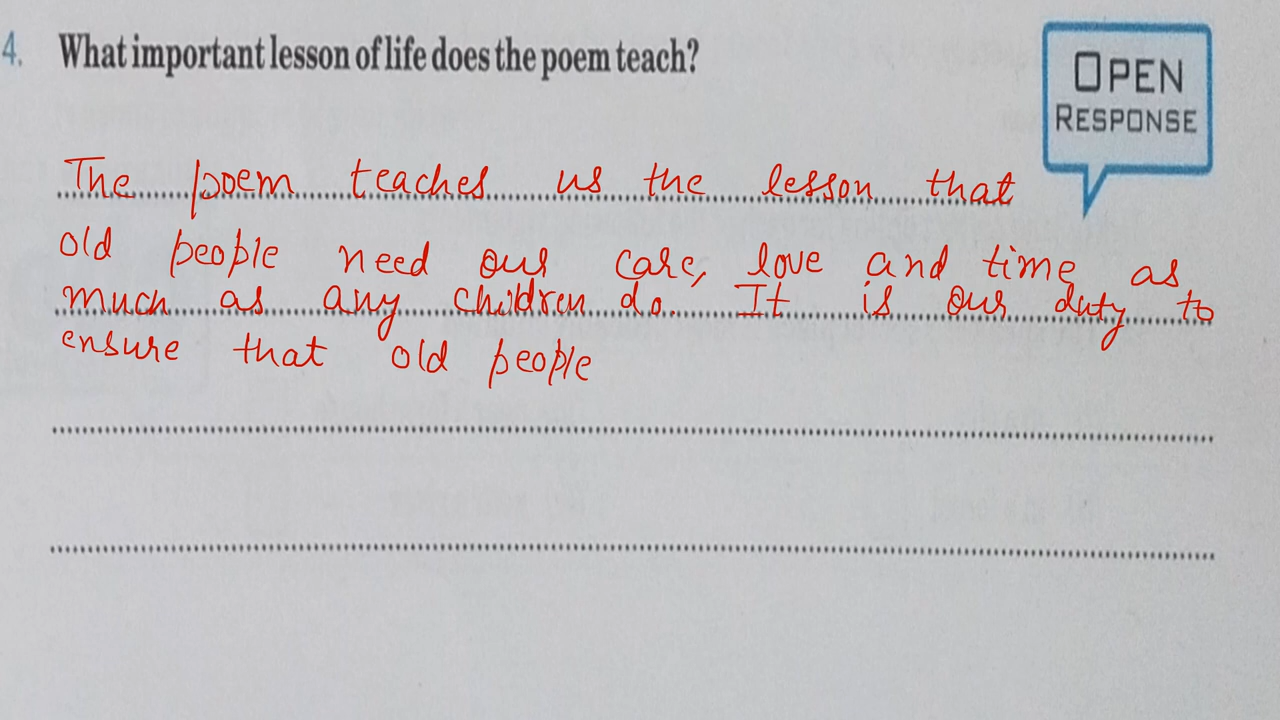 4. What important lesson of life does the poem teach?
OPEN
RESPONSE
The poem teaches us the lesson that
old people need our care, love and time as
much as any children do. It is our duty to
ensure that old people